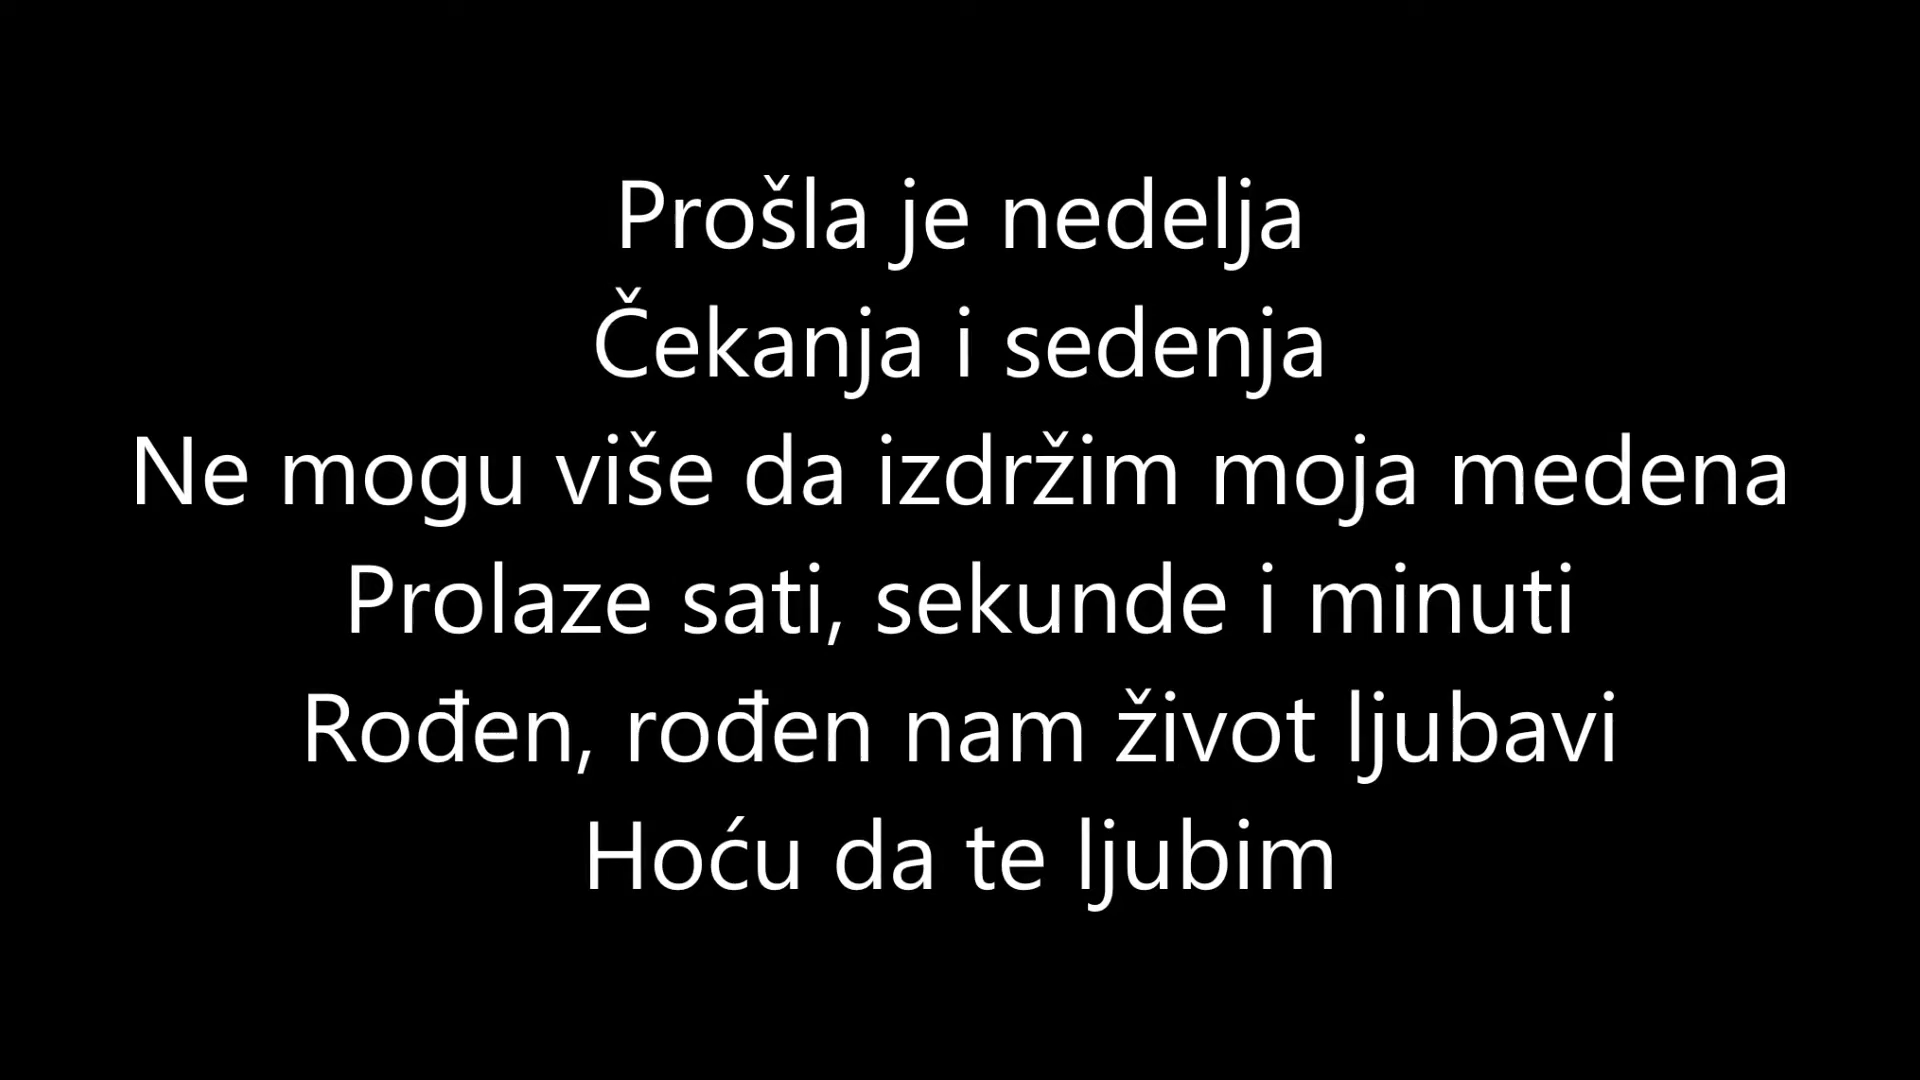 Prošla je nedelja
Čekanja i sedenja
Ne mogu više da izdržim moja medena
Prolaze sati, sekunde i minuti
Rođen, rođen nam život ljubavi
Hoću da te ljubim